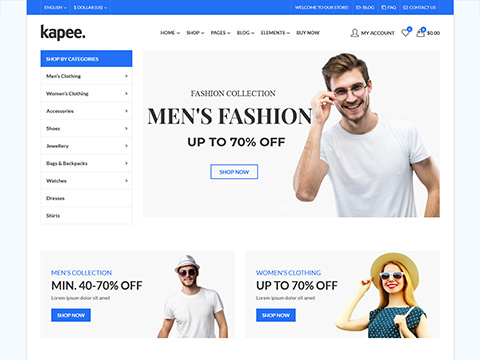 ENGLISH $ DOLLAR (US) WELCOME TO OUR STORE! BLOG FAQ CONTACT US
kapee. HOME SHOP PAGES BLOG ELEMENTS BUY NOW MY ACCOUNT 0 0 $0.00
SHOP BY CATEGORIES
Men's Clothing
Women's Clothing
Accessories
Shoes
Jewellery
Bags & Backpacks
Watches
Dresses
Shirts
FASHION COLLECTION
MEN'S FASHION
UP TO 70% OFF
SHOP NOW
MEN'S COLLECTION
MIN. 40-70% OFF
Lorem ipsum dolor sit amet
SHOP NOW
WOMEN'S CLOTHING
UP TO 70% OFF
Lorem ipsum dolor sit amet
SHOP NOW